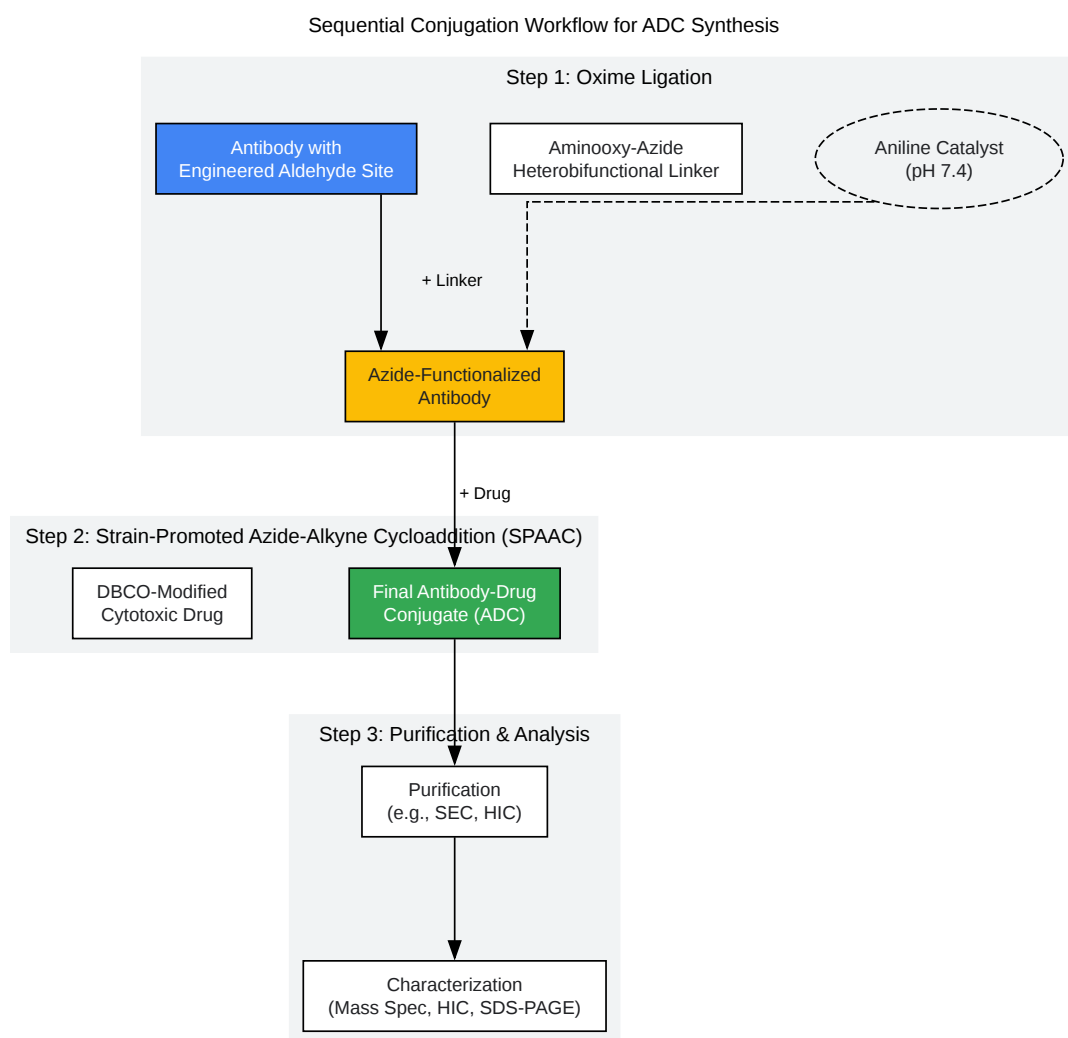 Sequential Conjugation Workflow for ADC Synthesis
Step 1: Oxime Ligation
Antibody with
Engineered Aldehyde Site
Aminooxy-Azide
Heterobifunctional Linker
Aniline Catalyst
(pH 7.4)
+ Linker
Azide-Functionalized
Antibody
+ Drug
Step 2: Strain-Promoted Azide-Alkyne Cycloaddition (SPAAC)
DBCO-Modified
Cytotoxic Drug
Final Antibody-Drug
Conjugate (ADC)
Step 3: Purification & Analysis
Purification
(e.g., SEC, HIC)
Characterization
(Mass Spec, HIC, SDS-PAGE)